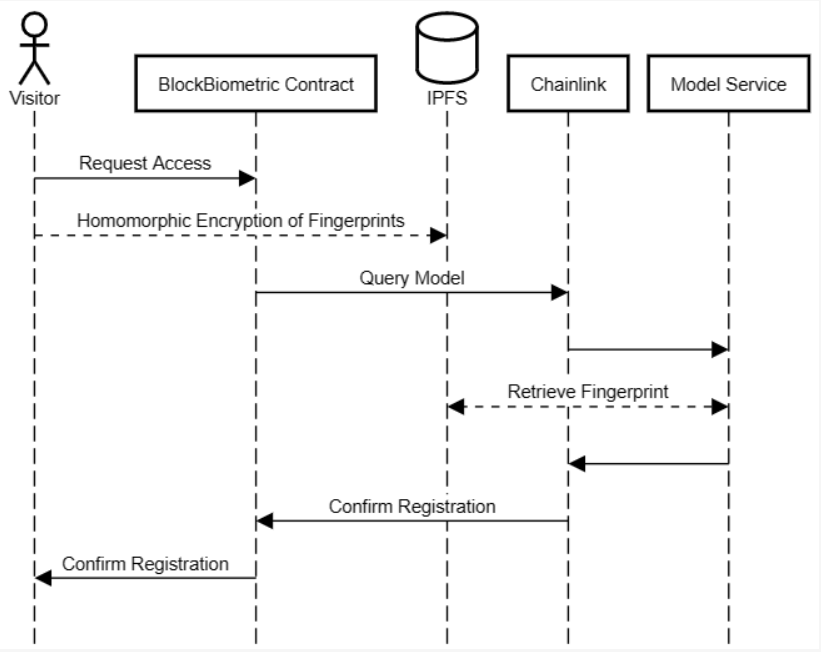 Visitor
BlockBiometric Contract
IPFS
Chainlink
Model Service
Request Access
Homomorphic Encryption of Fingerprints
Query Model
Retrieve Fingerprint
Confirm Registration
Confirm Registration